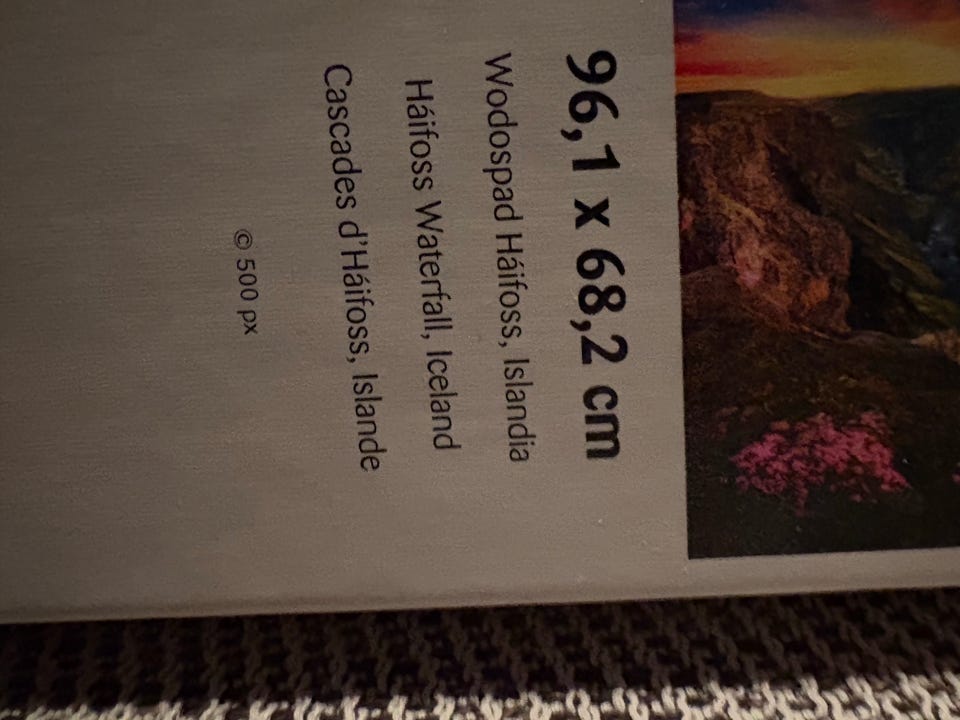 96,1 x 68,2 cm
Wodospad Háifoss, Islandia
Háifoss Waterfall, Iceland
Cascades d'Háifoss, Islande
© 500 px